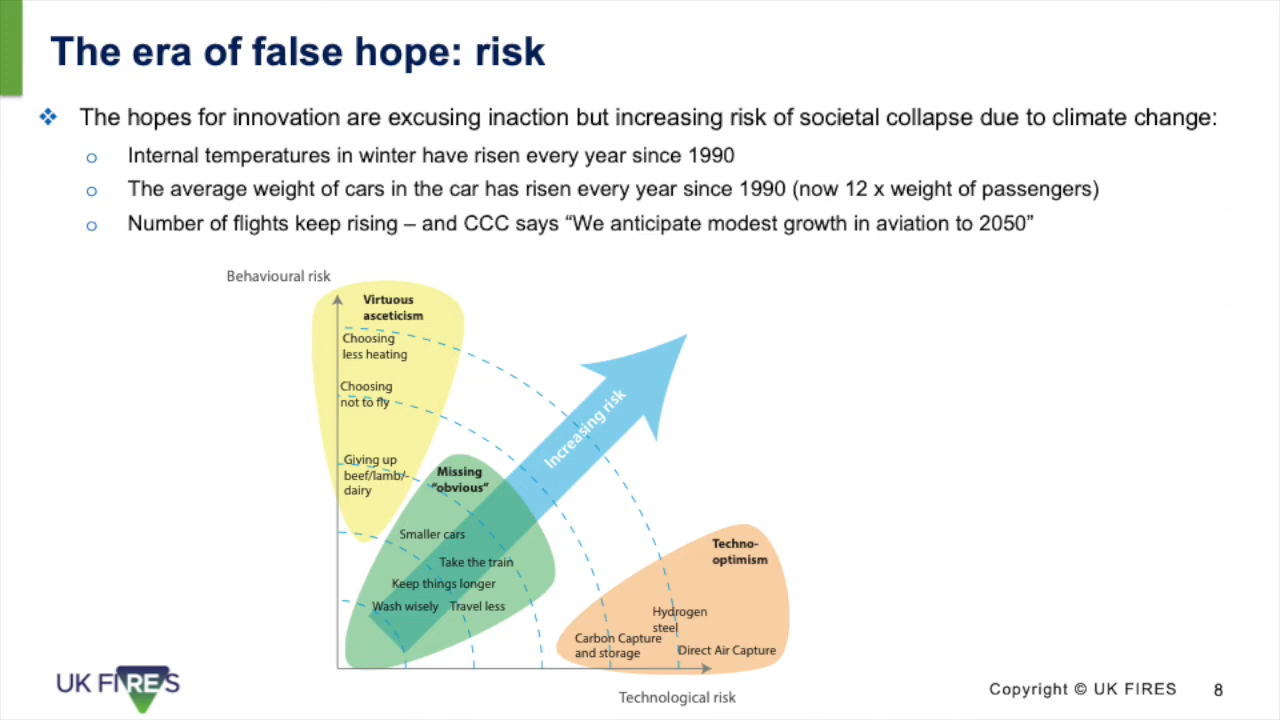 The era of false hope: risk
The hopes for innovation are excusing inaction but increasing risk of societal collapse due to climate change:
Internal temperatures in winter have risen every year since 1990
The average weight of cars in the car has risen every year since 1990 (now 12 x weight of passengers)
Number of flights keep rising – and CCC says “We anticipate modest growth in aviation to 2050”
Behavioural risk
Virtuous
asceticism
Choosing
less heating
Choosing
not to fly
Giving up
beef/lamb/
dairy
Missing
“obvious”
Smaller cars
Take the train
Keep things longer
Wash wisely
Travel less
Increasing risk
Techno-
optimism
Hydrogen
steel
Carbon Capture
and storage
Direct Air Capture
Technological risk
UK FIRES
Copyright © UK FIRES
8